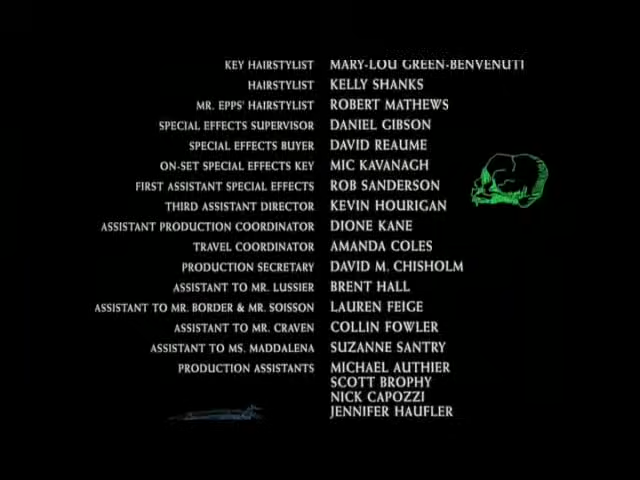 KEY HAIRSTYLIST MARY-LOU GREEN-BENVENUTI
HAIRSTYLIST KELLY SHANKS
MR. EPPS' HAIRSTYLIST ROBERT MATHEWS
SPECIAL EFFECTS SUPERVISOR DANIEL GIBSON
SPECIAL EFFECTS BUYER DAVID REAUME
ON-SET SPECIAL EFFECTS KEY MIC KAVANAGH
FIRST ASSISTANT SPECIAL EFFECTS ROB SANDERSON
THIRD ASSISTANT DIRECTOR KEVIN HOURIGAN
ASSISTANT PRODUCTION COORDINATOR DIONE KANE
TRAVEL COORDINATOR AMANDA COLES
PRODUCTION SECRETARY DAVID M. CHISHOLM
ASSISTANT TO MR. LUSSIER BRENT HALL
ASSISTANT TO MR. BORDER & MR. SOISSON LAUREN FEIGE
ASSISTANT TO MR. CRAVEN COLLIN FOWLER
ASSISTANT TO MS. MADDALENA SUZANNE SANTRY
PRODUCTION ASSISTANTS MICHAEL AUTHIER
SCOTT BROPHY
NICK CAPOZZI
JENNIFER HAUFLER